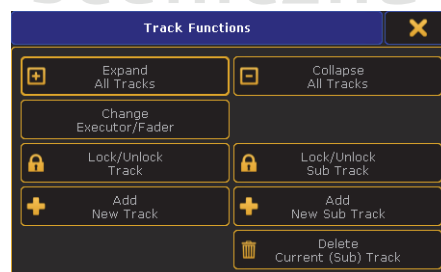 Track Functions
Expand
All Tracks
Collapse
All Tracks
Change
Executor/Fader
Lock/Unlock
Track
Lock/Unlock
Sub Track
Add
New Track
Add
New Sub Track
Delete
Current (Sub) Track